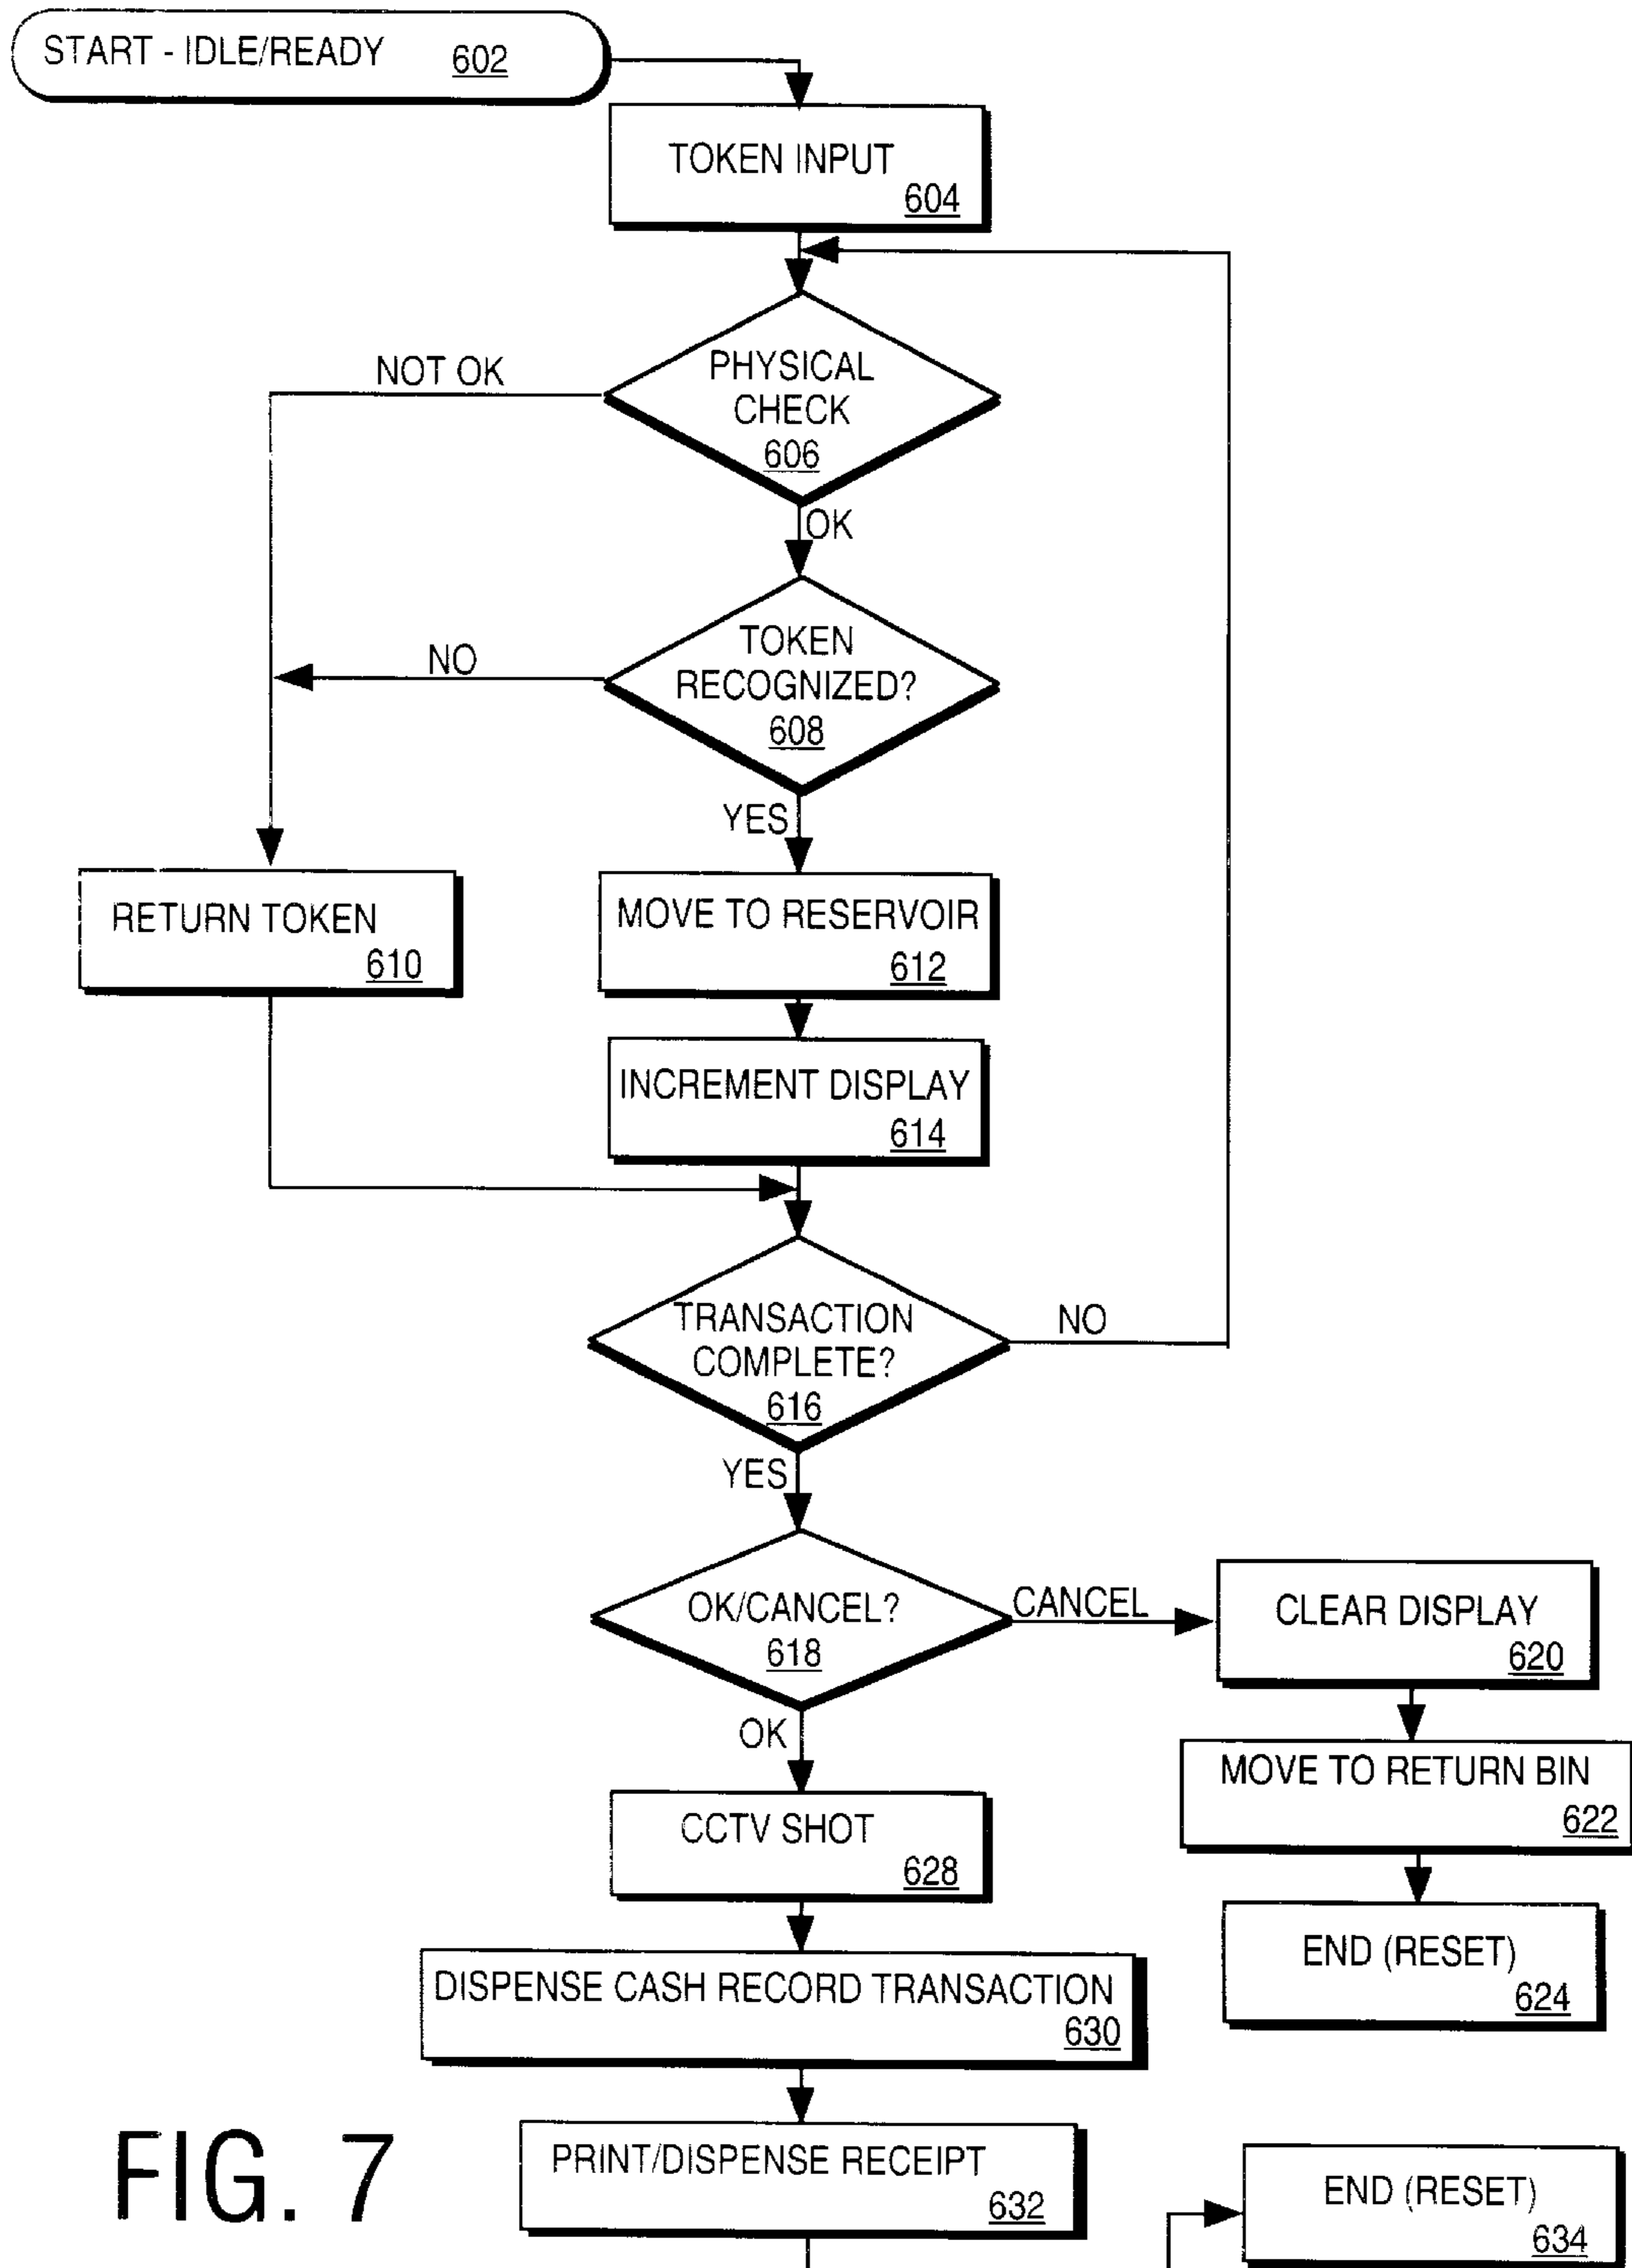 START - IDLE/READY 602
TOKEN INPUT
604
NOT OK
PHYSICAL
CHECK
606
OK
NO
TOKEN
RECOGNIZED?
608
YES
RETURN TOKEN
610
MOVE TO RESERVOIR
612
INCREMENT DISPLAY
614
TRANSACTION
COMPLETE?
616
NO
YES
OK/CANCEL?
618
CANCEL
CLEAR DISPLAY
620
OK
MOVE TO RETURN BIN
622
CCTV SHOT
628
END (RESET)
624
DISPENSE CASH RECORD TRANSACTION
630
PRINT/DISPENSE RECEIPT
632
END (RESET)
634
FIG. 7